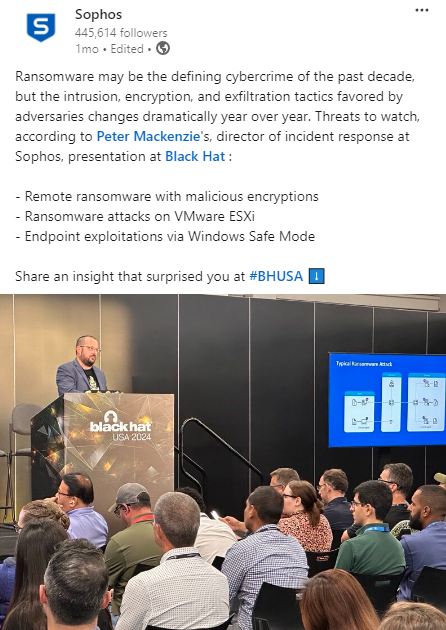 Sophos
445,614 followers
1mo • Edited •
Ransomware may be the defining cybercrime of the past decade,
but the intrusion, encryption, and exfiltration tactics favored by
adversaries changes dramatically year over year. Threats to watch,
according to Peter Mackenzie's, director of incident response at
Sophos, presentation at Black Hat :
- Remote ransomware with malicious encryptions
- Ransomware attacks on VMware ESXi
- Endpoint exploitations via Windows Safe Mode
Share an insight that surprised you at #BHUSA ⬇️
Typical Ransomware Attack
black hat
USA 2024